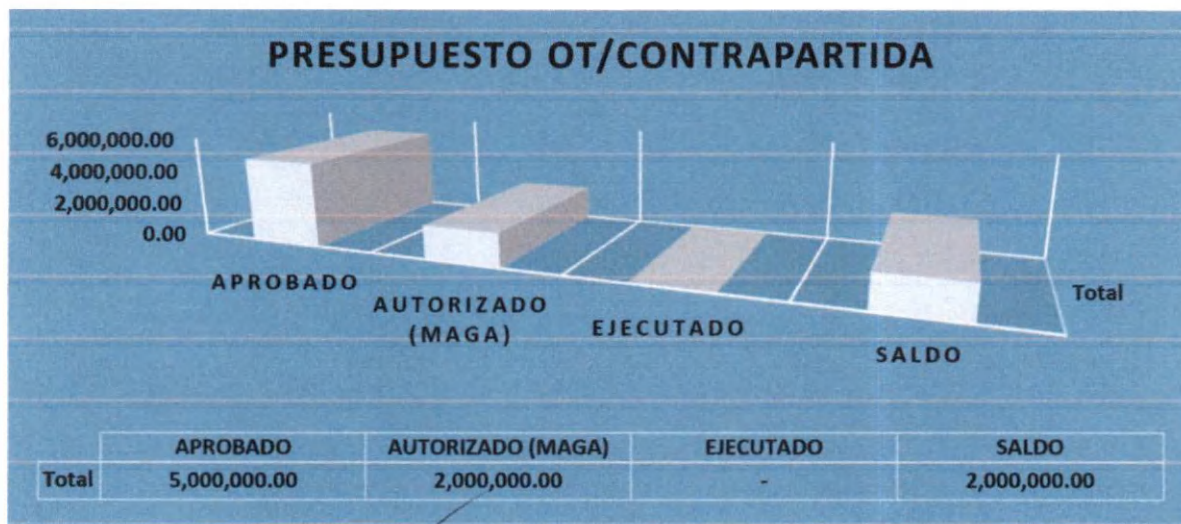 PRESUPUESTO OT/CONTRAPARTIDA
6,000,000.00
4,000,000.00
2,000,000.00
0.00
APROBADO
AUTORIZADO
(MAGA)
EJECUTADO
SALDO
Total
APROBADO AUTORIZADO (MAGA) EJECUTADO SALDO
Total 5,000,000.00 2,000,000.00 - 2,000,000.00